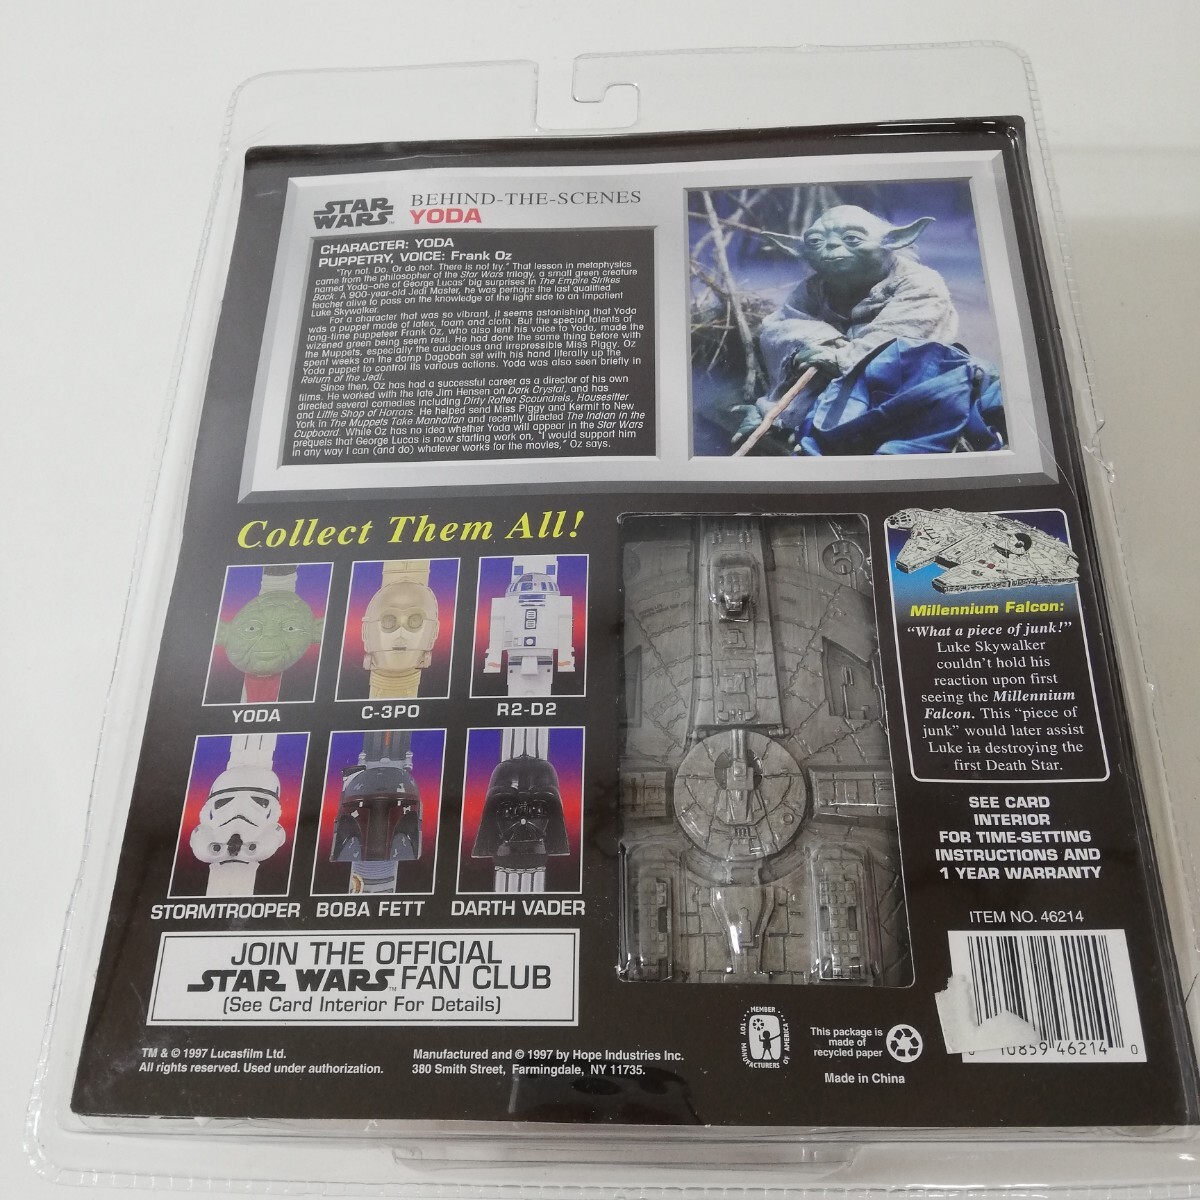 STAR WARS
BEHIND-THE-SCENES
YODA
CHARACTER: YODA
PUPPETRY, VOICE: Frank Oz
"Try not. Do. Or do not. There is not try." That lesson in metaphysics
came from the philosopher of the Star Wars trilogy, a small green creature
named Yoda–one of George Lucas' big surprises in The Empire Strikes
Back. A 900-year-old Jedi Master, he was perhaps the last qualified
teacher alive to pass on the knowledge of the light side to an impatient
Luke Skywalker.
For a character that was so vibrant, it seems astonishing that Yoda
was a puppet made of latex, foam and cloth. But the special talents of
long-time puppeteer Frank Oz, who also lent his voice to Yoda, made the
wizened green being seem real. He had done the same thing before with
the Muppets, especially the audacious and irrepressible Miss Piggy. Oz
spent weeks on the damp Dagobah set with his hand literally up the
Yoda puppet to control its various actions. Yoda was also seen briefly in
Return of the Jedi.
Since then, Oz has had a successful career as a director of his own
films. He worked with the late Jim Henson on Dark Crystal, and has
directed several comedies including Dirty Rotten Scoundrels, Housesitter
and Little Shop of Horrors. He helped send Miss Piggy and Kermit to New
York in The Muppets Take Manhattan and recently directed The Indian in the
Cupboard. While Oz has no idea whether Yoda will appear in the Star Wars
prequels that George Lucas is now starting work on, "I would support him
in any way I can (and do) whatever works for the movies," Oz says.
Collect Them All!
YODA
C-3PO
R2-D2
STORMTROOPER
BOBA FETT
DARTH VADER
JOIN THE OFFICIAL
STAR WARS™ FAN CLUB
(See Card Interior For Details)
Millennium Falcon:
"What a piece of junk!"
Luke Skywalker
couldn't hold his
reaction upon first
seeing the Millennium
Falcon. This "piece of
junk" would later assist
Luke in destroying the
first Death Star.
SEE CARD
INTERIOR
FOR TIME-SETTING
INSTRUCTIONS AND
1 YEAR WARRANTY
ITEM NO. 46214
10859 46214 0
MEMBER
TOY MANUFACTURERS OF AMERICA
This package is
made of
recycled paper
Made in China
TM & © 1997 Lucasfilm Ltd.
All rights reserved. Used under authorization.
Manufactured and © 1997 by Hope Industries Inc.
380 Smith Street, Farmingdale, NY 11735.